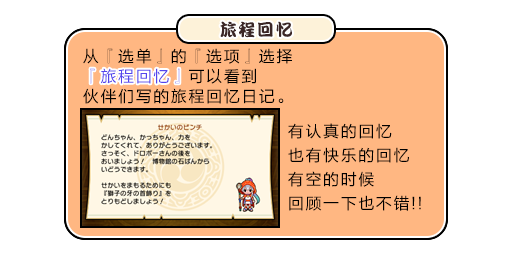 旅程回忆
从『选单』的『选项』选择
『旅程回忆』可以看到
伙伴们写的旅程回忆日记。
せかいのピンチ
どんちゃん、かっちゃん、力を
かしてくれて、ありがとうございます。
さっそく、ドロボーさんの後を
おいましょう！ 博物館の石ばんから
いどうできます。
せかいをまもるためにも
『獅子の牙の首飾り』を
とりもどしましょう！
有认真的回忆
也有快乐的回忆
有空的时候
回顾一下也不错!!